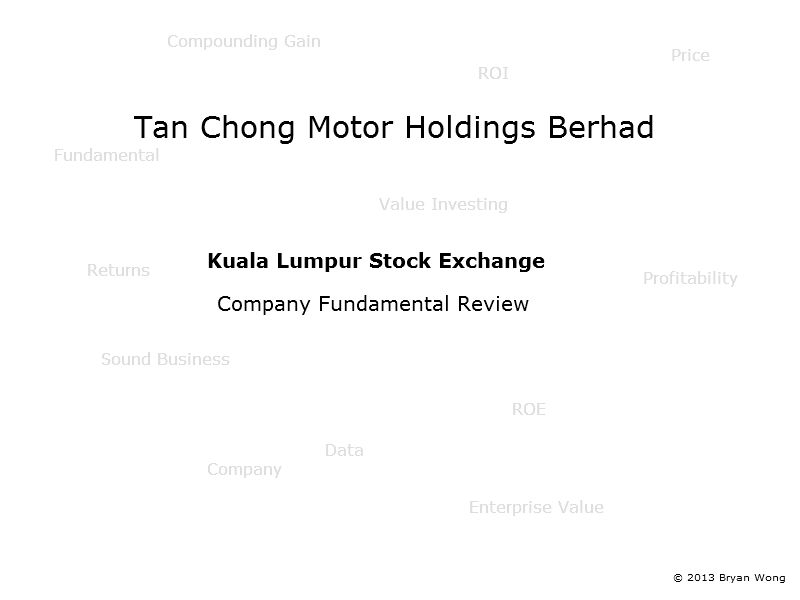 Compounding Gain
Price
ROI
Tan Chong Motor Holdings Berhad
Fundamental
Value Investing
Kuala Lumpur Stock Exchange
Returns
Profitability
Company Fundamental Review
Sound Business
ROE
Data
Company
Enterprise Value
© 2013 Bryan Wong